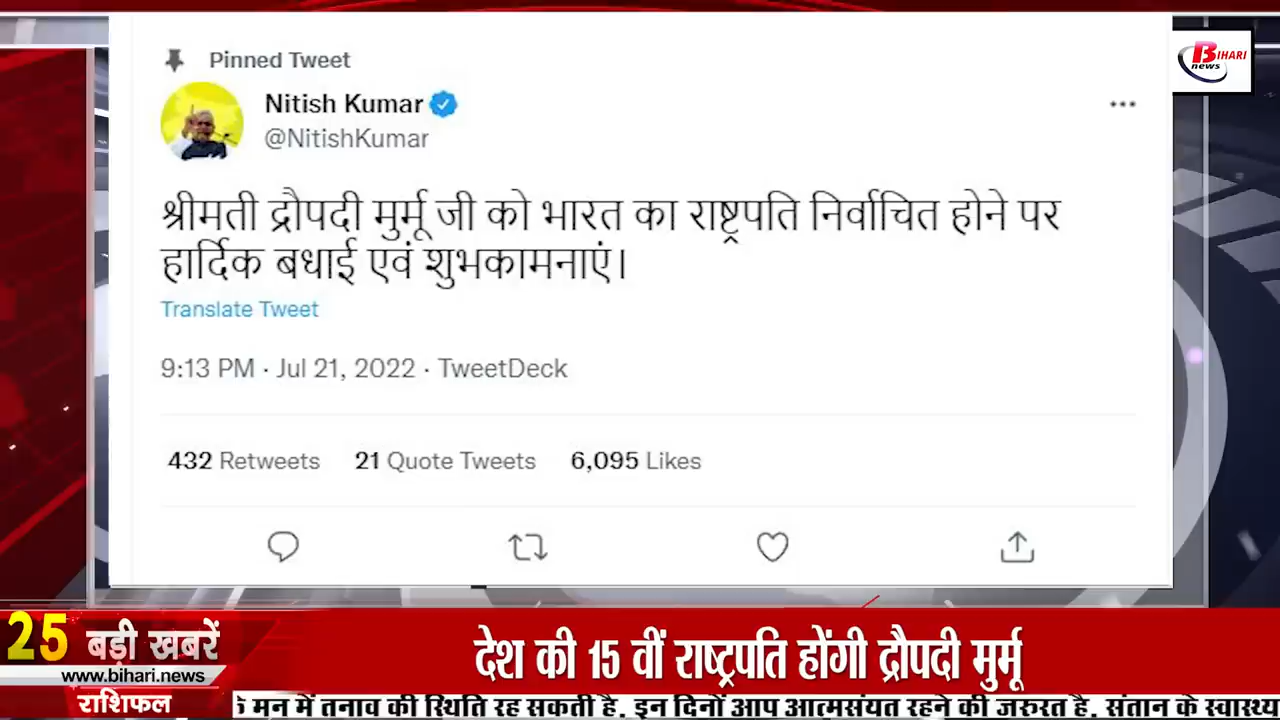 Pinned Tweet
Nitish Kumar
@NitishKumar
श्रीमती द्रौपदी मुर्मू जी को भारत का राष्ट्रपति निर्वाचित होने पर
हार्दिक बधाई एवं शुभकामनाएं।
Translate Tweet
9:13 PM · Jul 21, 2022 · TweetDeck
432 Retweets 21 Quote Tweets 6,095 Likes
BIHARI
news
25 बड़ी खबरें
www.bihari.news
देश की 15 वीं राष्ट्रपति होंगी द्रौपदी मुर्मू
राशिफल
के मन में तनाव की स्थिति रह सकती है. इन दिनों आप आत्मसंयत रहने की जरुरत है. संतान के स्वास्थ्य